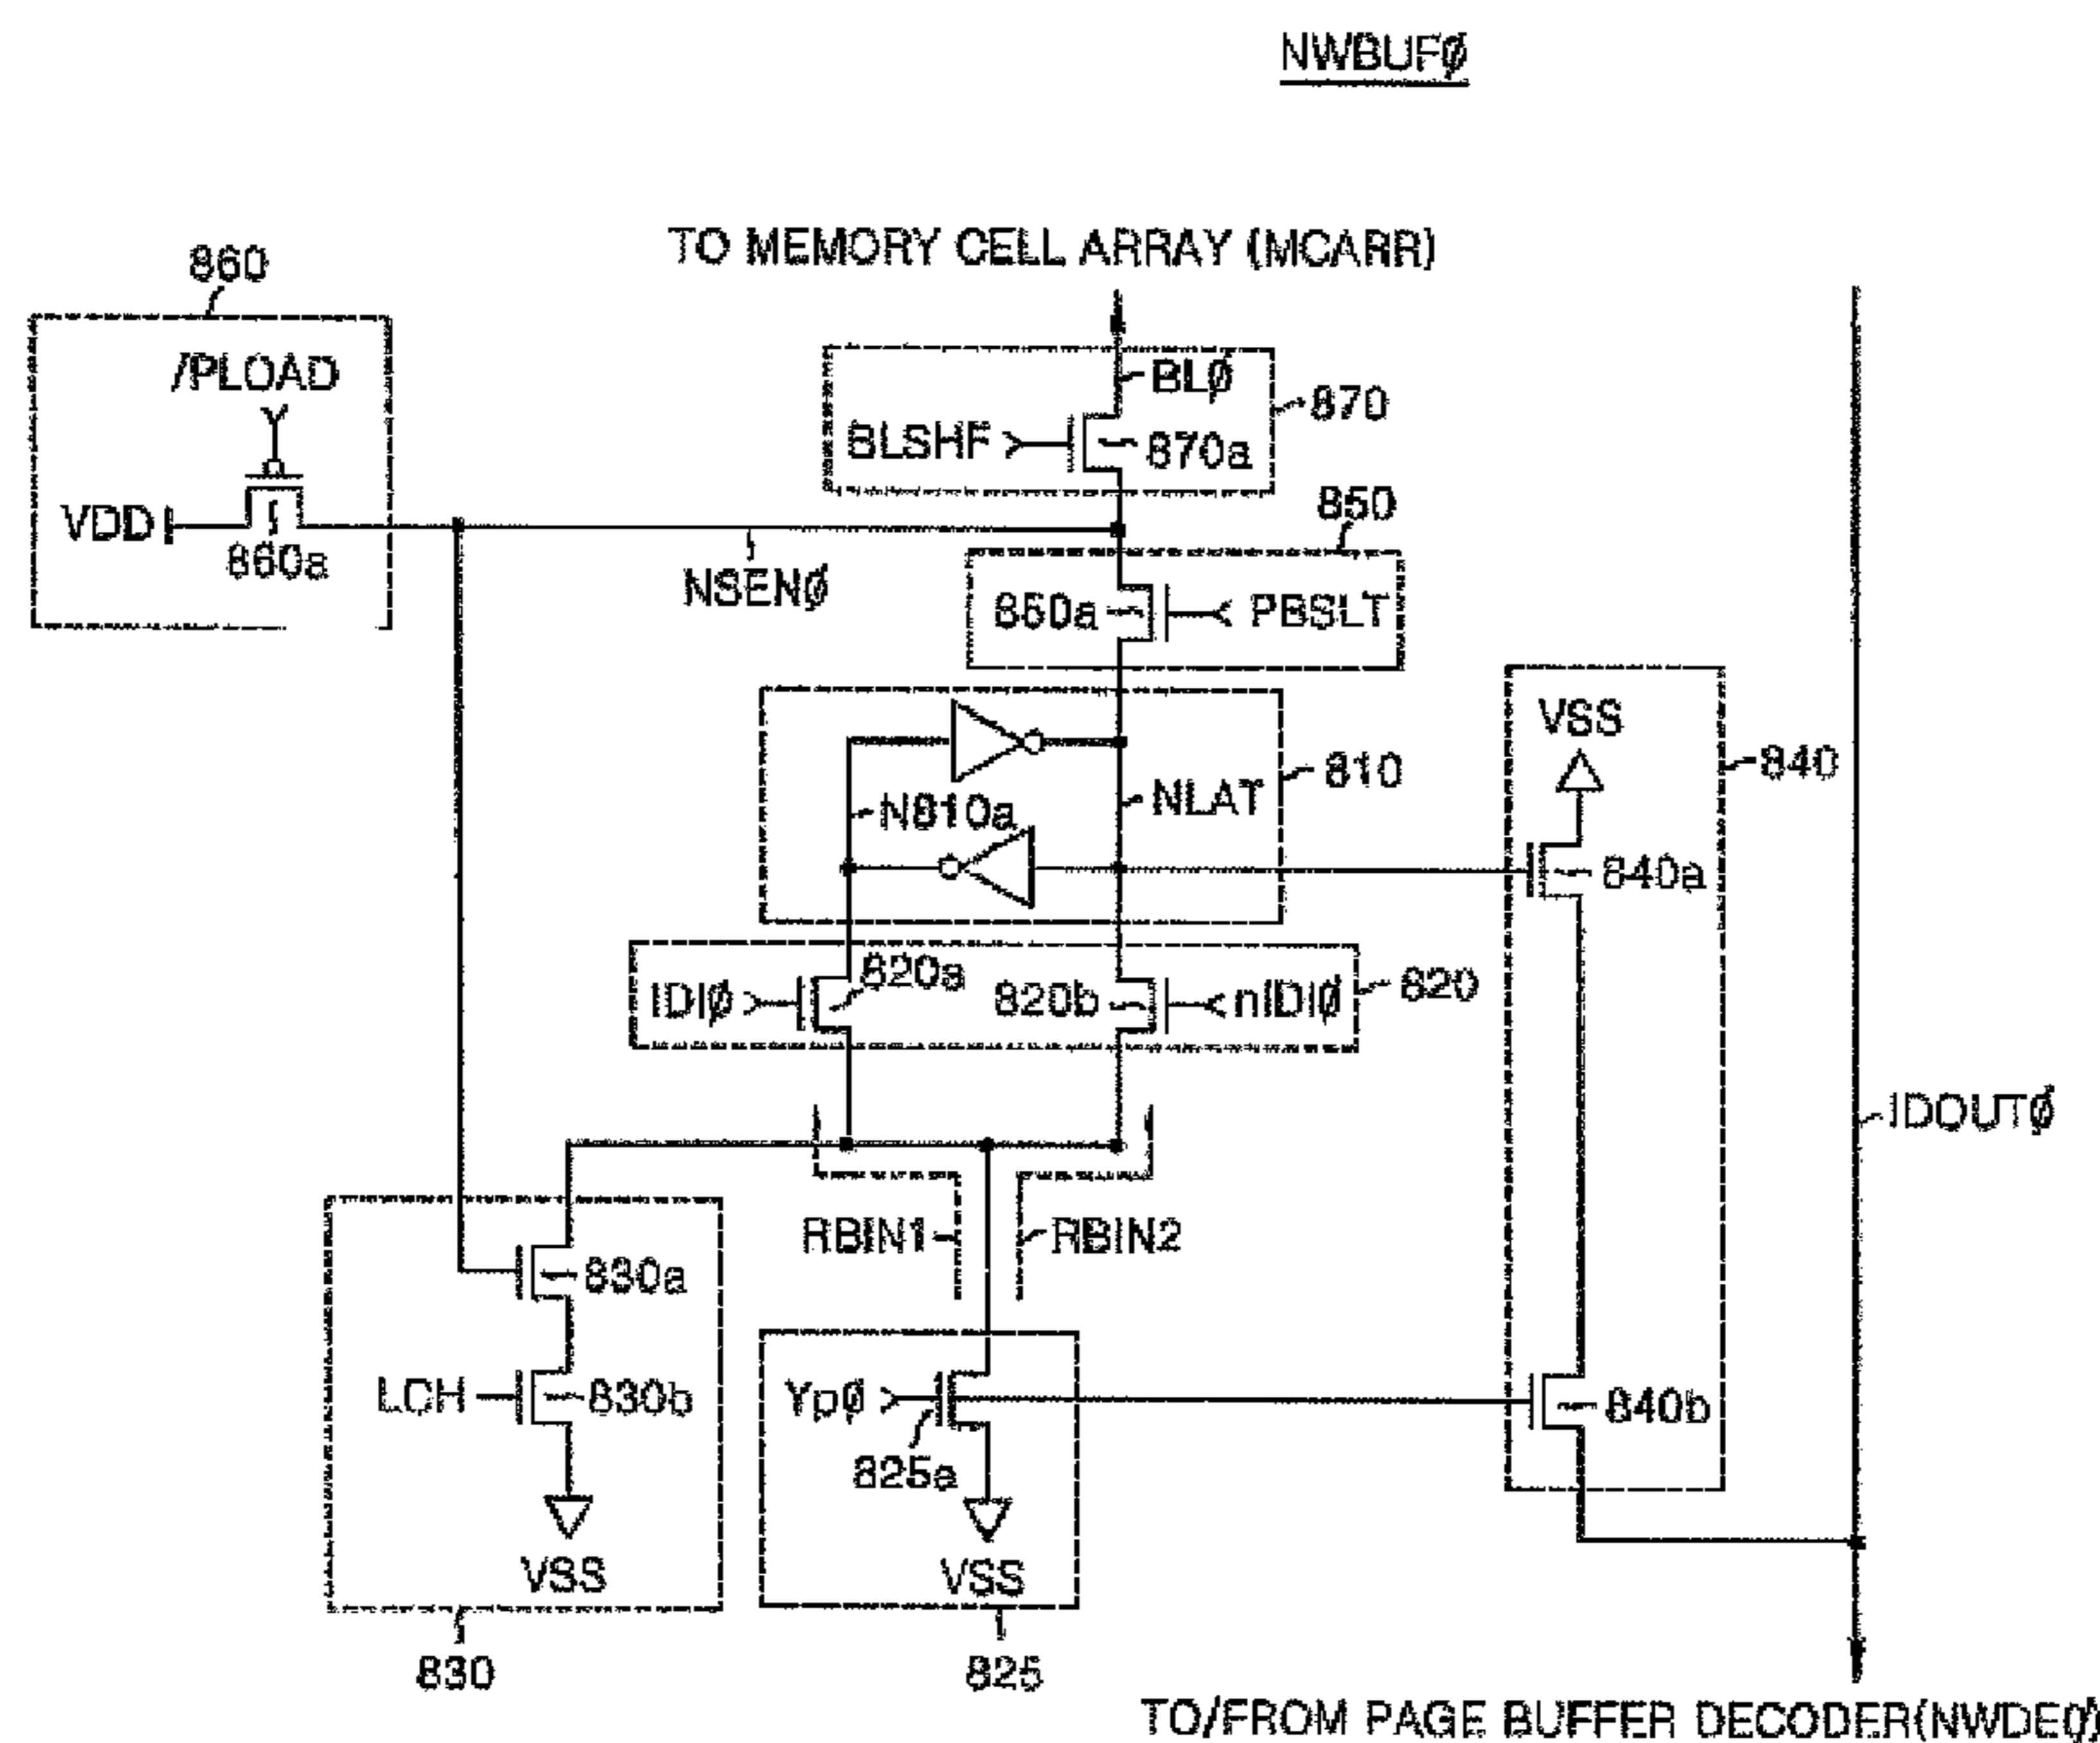 NWBUFØ
TO MEMORY CELL ARRAY (MCARR)
860
/PLOAD
VDD
860a
BLØ
870
BLSHF
870a
850
NSENØ
850a
PBSLT
VSS
840
810
NLAT
N810a
840a
IDIØ
820a
820b
nIDIØ
820
IDOUTØ
RBIN1
RBIN2
830a
LCH
830b
YpØ
840b
825a
VSS
VSS
830
825
TO/FROM PAGE BUFFER DECODER(NWDEØ)